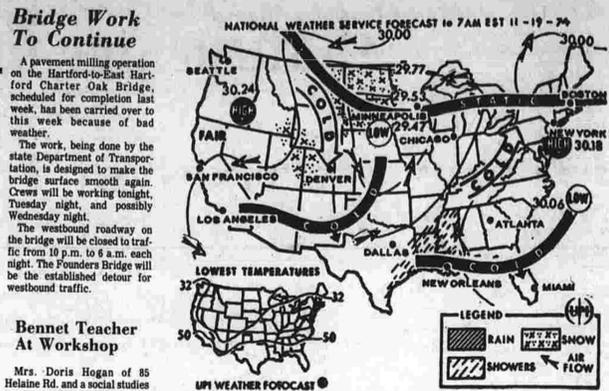 Bridge Work
To Continue
A pavement milling operation
on the Hartford-to-East Hart-
ford Charter Oak Bridge,
scheduled for completion last
week, has been carried over to
this week because of bad
weather.
The work, being done by the
state Department of Transpor-
tation, is designed to make the
bridge surface smooth again.
Crews will be working tonight,
Tuesday night, and possibly
Wednesday night.
The westbound roadway on
the bridge will be closed to traf-
fic from 10 p.m. to 6 a.m. each
night. The Founders Bridge will
be the established detour for
westbound traffic.
Bennet Teacher
At Workshop
Mrs. Doris Hogan of 85
Helaine Rd. and a social studies
NATIONAL WEATHER SERVICE FORECAST to 7AM EST 11-19-74
30.00
30.00
SEATTLE
29.77
30.24
COLD
29.53
STATIC
BOSTON
HIGH
MINNEAPOLIS
LOW
29.47
NEW YORK
FAIR
CHICAGO
HIGH
30.18
COLD
SAN FRANCISCO
DENVER
30.06
LOW
LOS ANGELES
COLD
ATLANTA
DALLAS
COLD
NEW ORLEANS
MIAMI
LOWEST TEMPERATURES
32
32
50
50
UPI WEATHER FOTOCAST
LEGEND
UPI
RAIN
SNOW
SHOWERS
AIR
FLOW